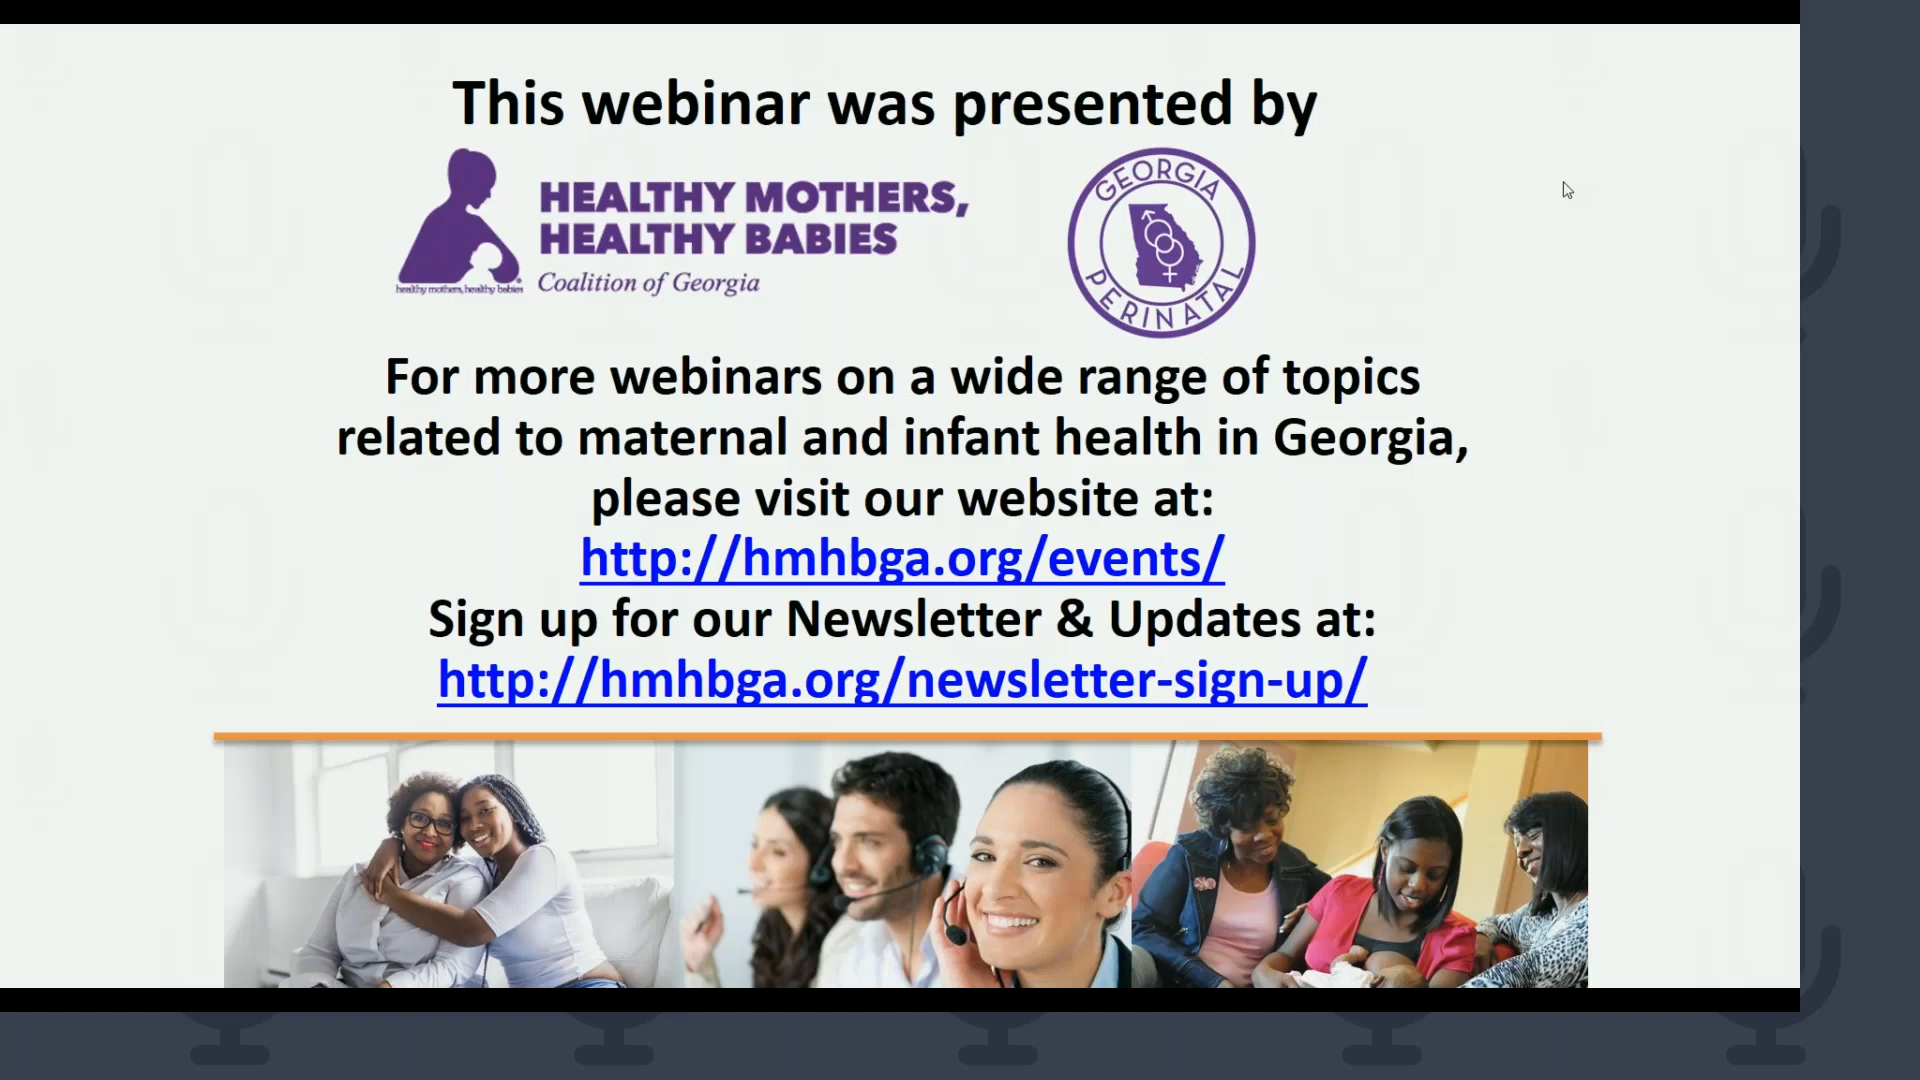 This webinar was presented by
HEALTHY MOTHERS,
HEALTHY BABIES
Coalition of Georgia
healthy mothers, healthy babies
GEORGIA
PERINATAL
For more webinars on a wide range of topics
related to maternal and infant health in Georgia,
please visit our website at:
http://hmhbga.org/events/
Sign up for our Newsletter & Updates at:
http://hmhbga.org/newsletter-sign-up/